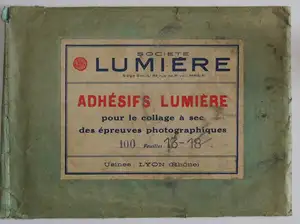 SOCIÉTÉ
LUMIÈRE
ADHÉSIFS LUMIÈRE
pour le collage à sec
des épreuves photographiques
100 Feuilles 13-18
Usines : LYON (Rhône)